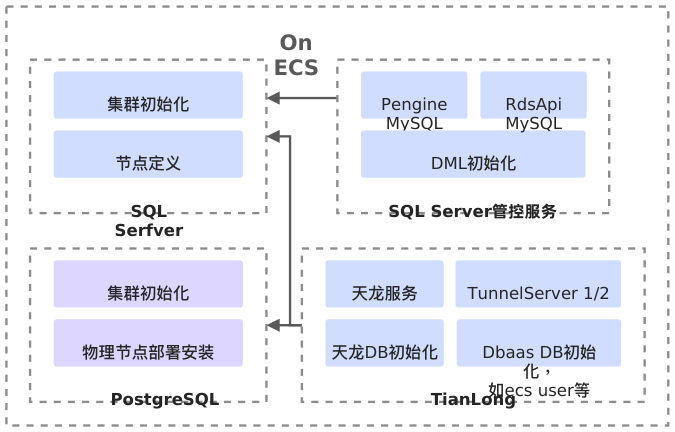 On
ECS
集群初始化
节点定义
SQL
Serfver
Pengine
MySQL
RdsApi
MySQL
DML初始化
SQL Server管控服务
集群初始化
物理节点部署安装
PostgreSQL
天龙服务
TunnelServer 1/2
天龙DB初始化
Dbaas DB初始
化，
如ecs user等
TianLong